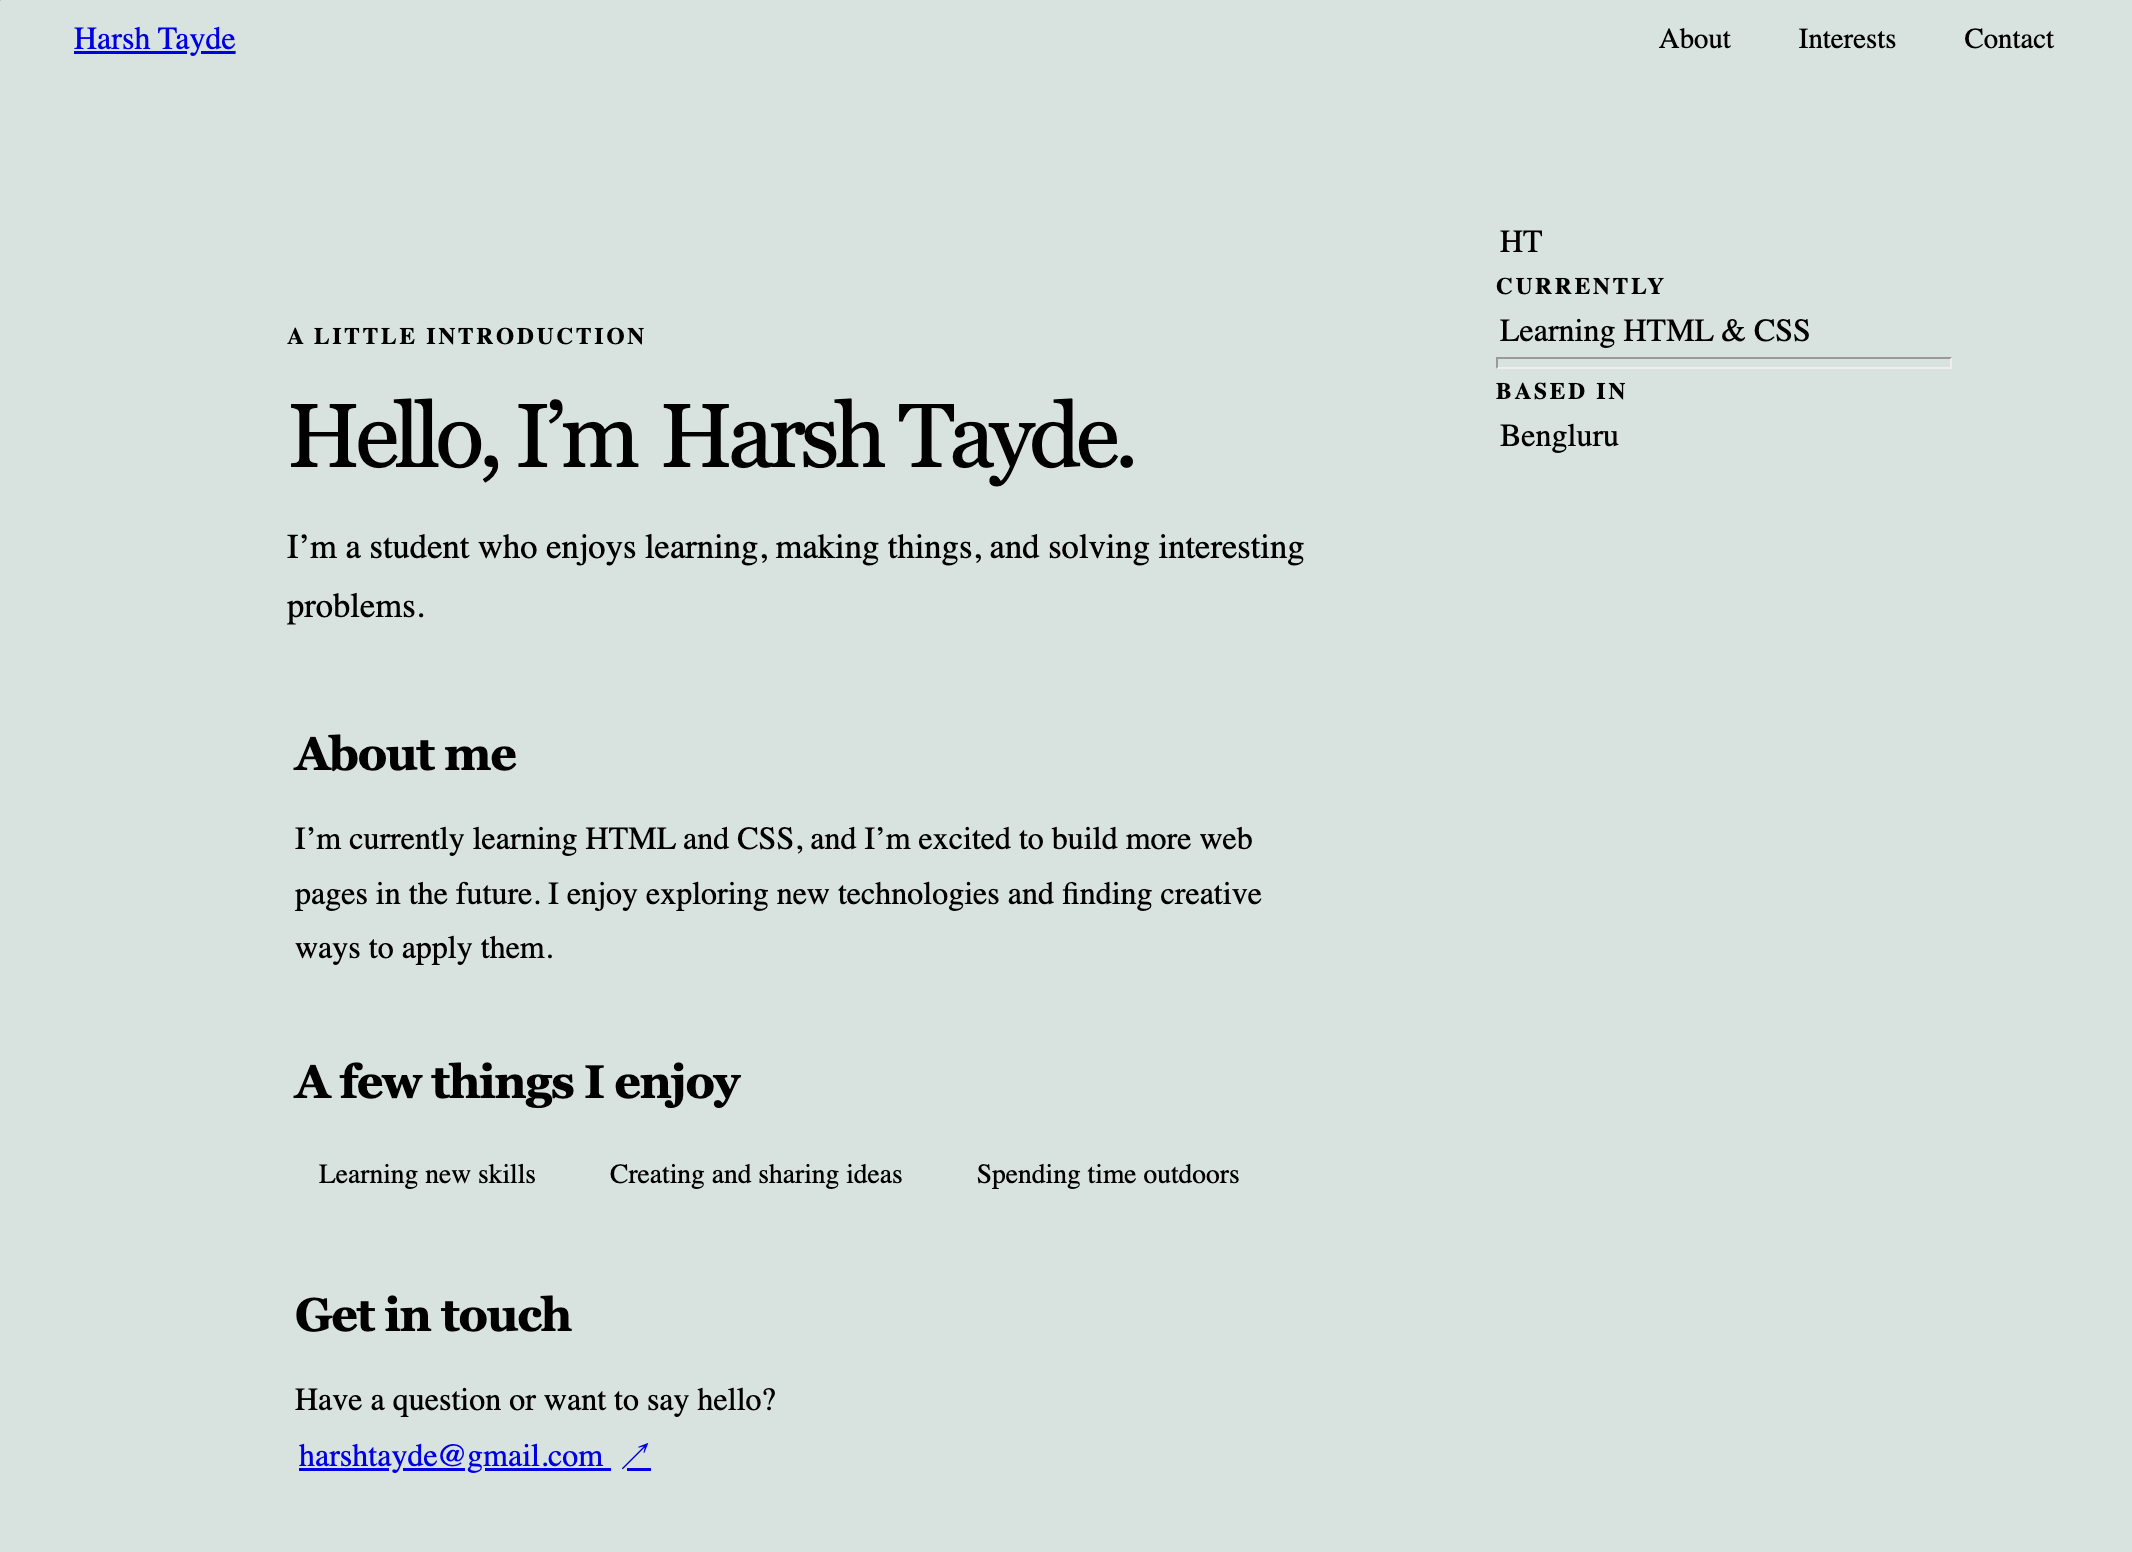 Harsh Tayde
About Interests Contact
HT
CURRENTLY
Learning HTML & CSS
BASED IN
Bengluru
A LITTLE INTRODUCTION
Hello, I’m Harsh Tayde.
I’m a student who enjoys learning, making things, and solving interesting
problems.
About me
I’m currently learning HTML and CSS, and I’m excited to build more web
pages in the future. I enjoy exploring new technologies and finding creative
ways to apply them.
A few things I enjoy
Learning new skills Creating and sharing ideas Spending time outdoors
Get in touch
Have a question or want to say hello?
harshtayde@gmail.com ↗